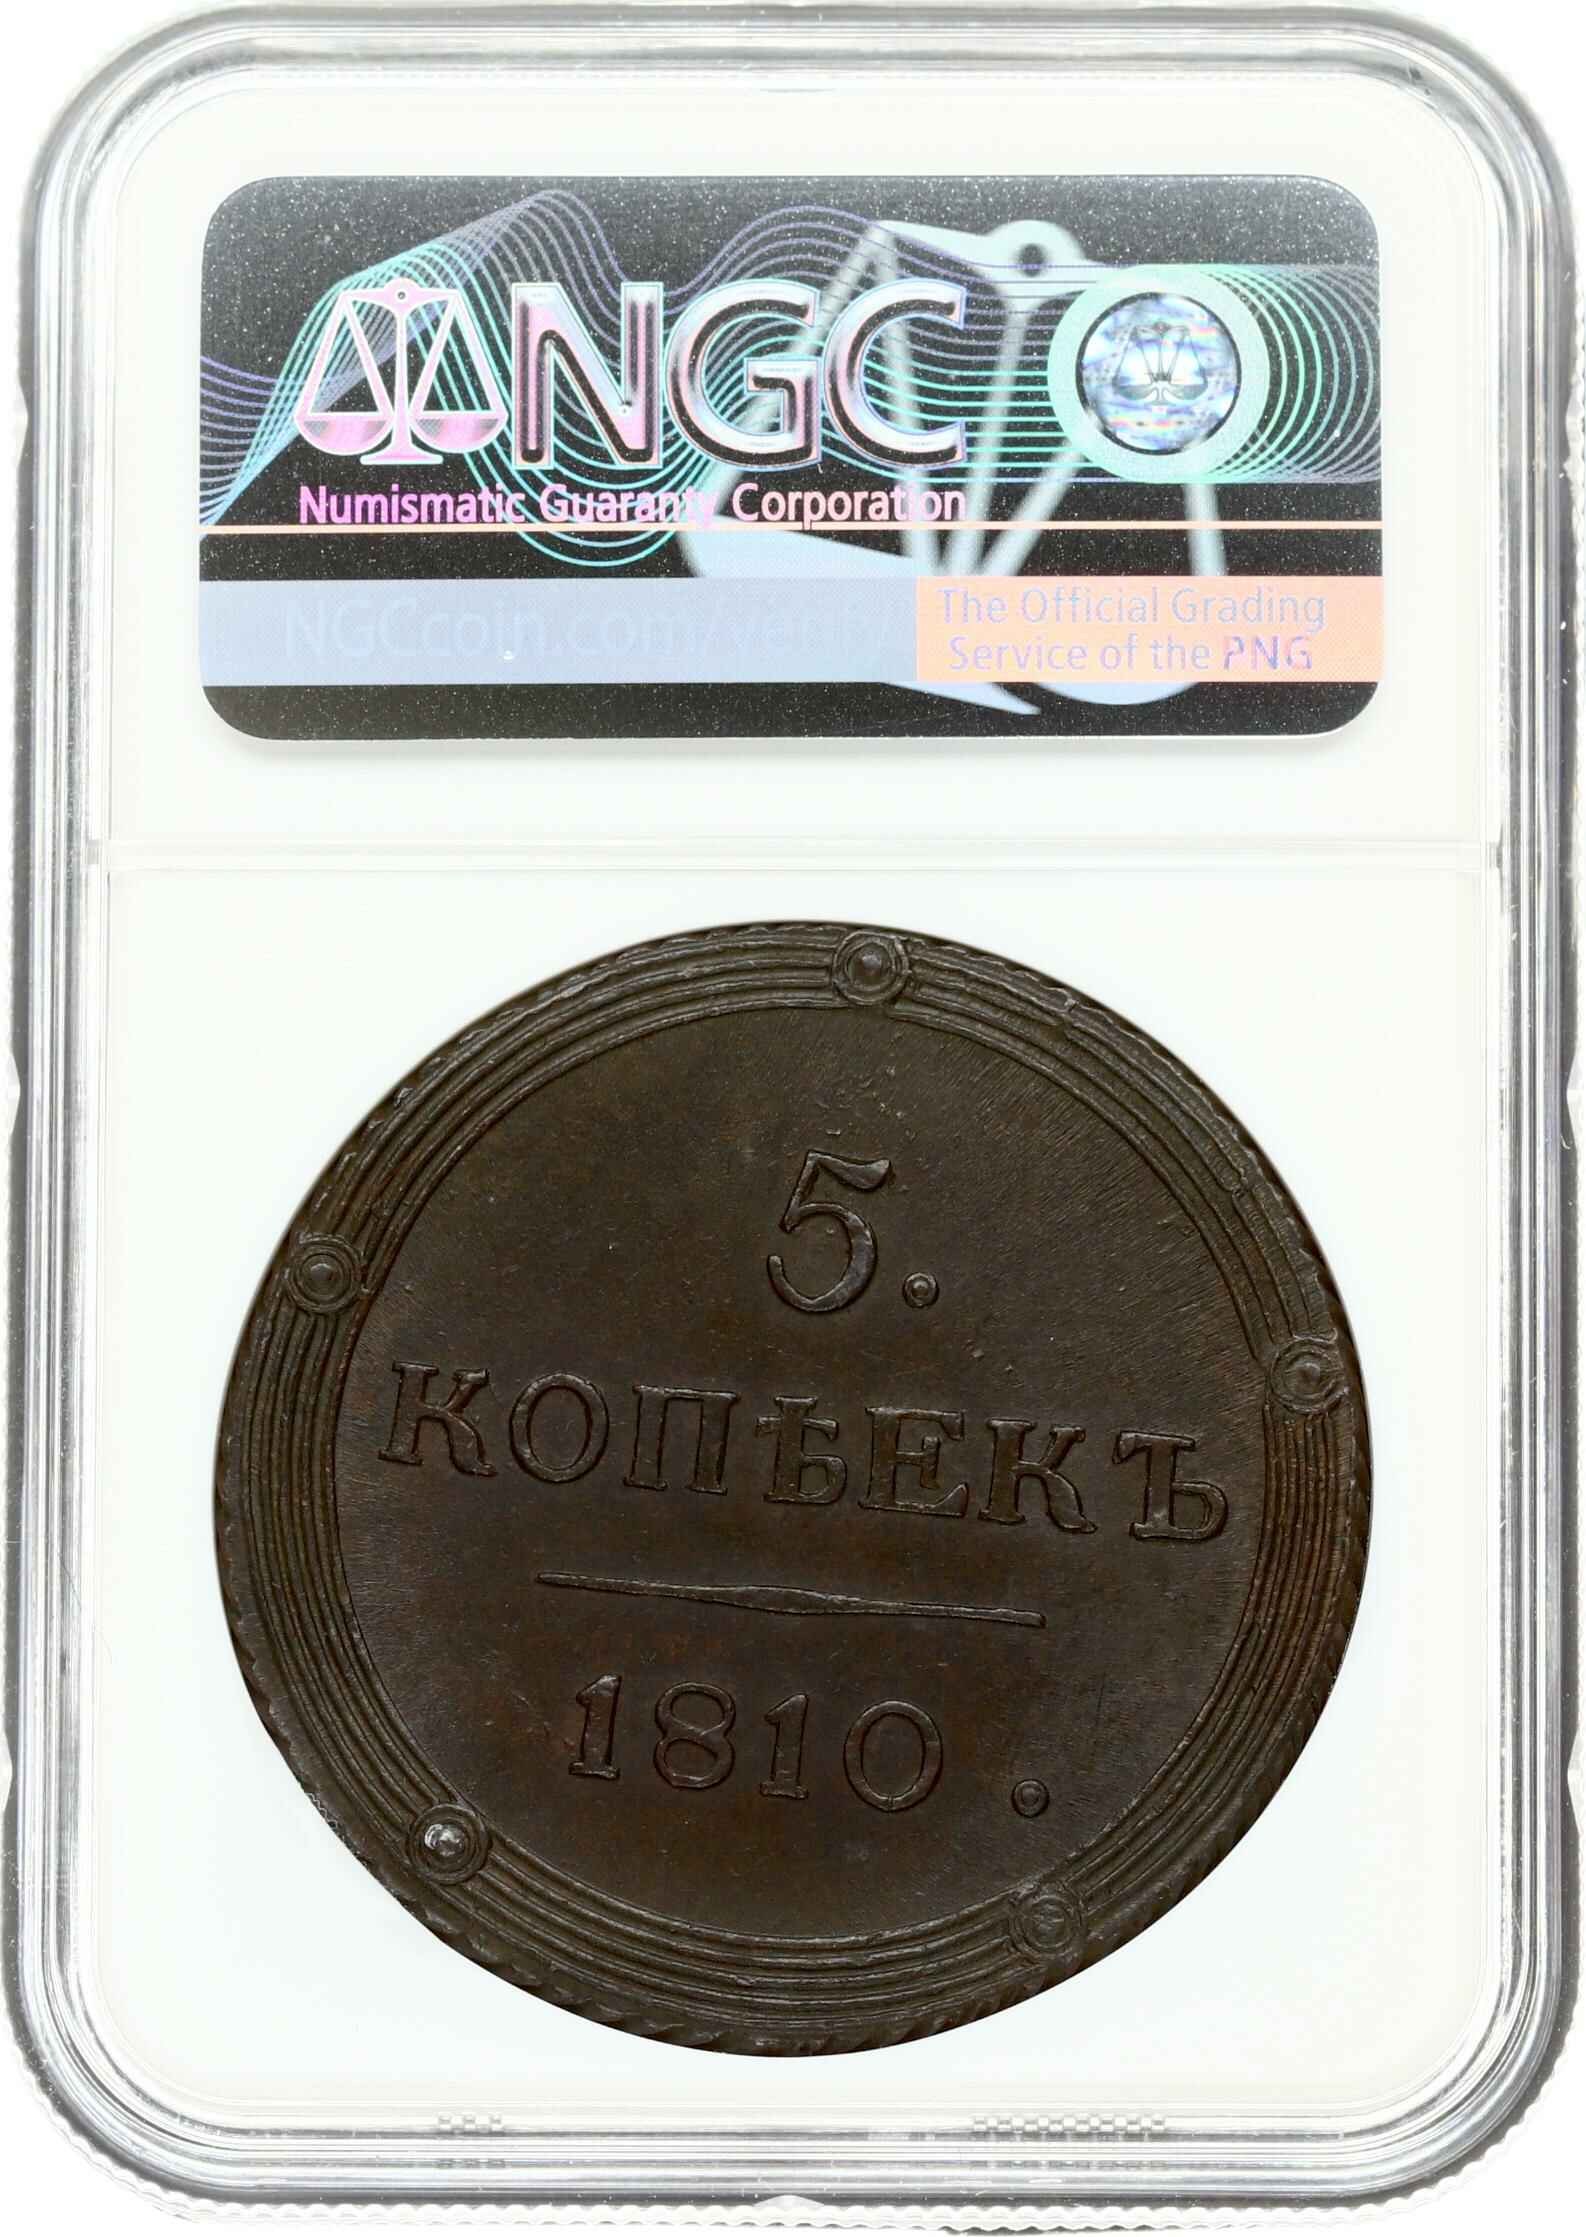 NGC
Numismatic Guaranty Corporation
NGCcoin.com/verify
The Official Grading
Service of the PNG
5.
КОПѢЕКЪ
1810.